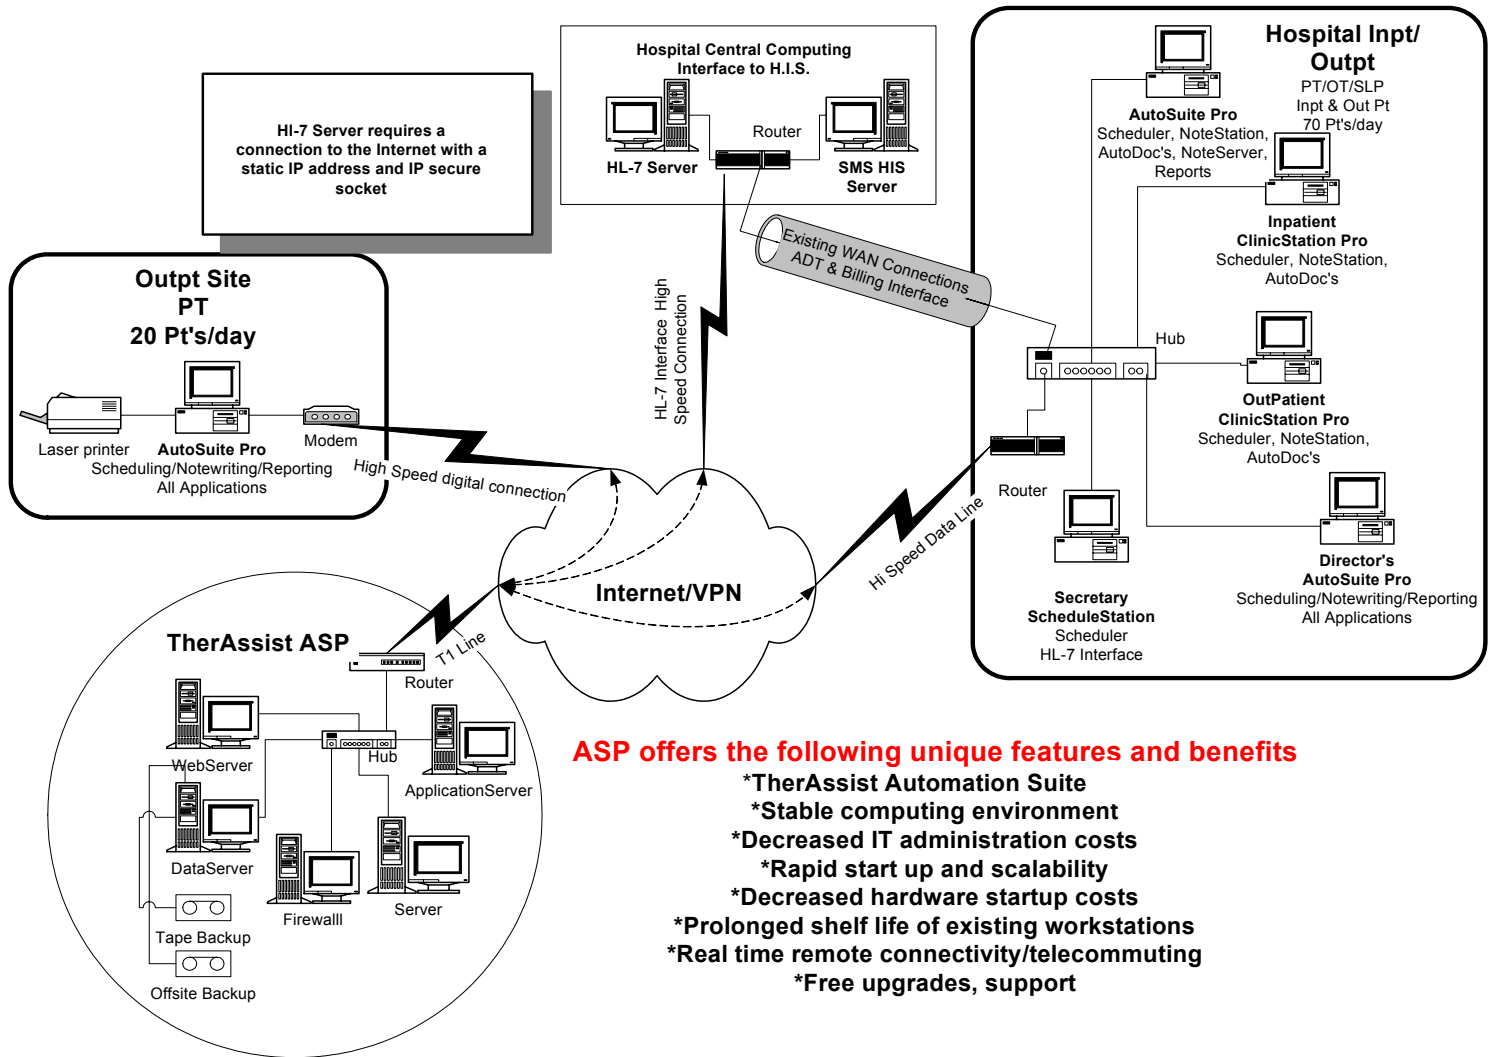 Hospital Central Computing
Interface to H.I.S.
HL-7 Server
Router
SMS HIS
Server
Hl-7 Server requires a
connection to the Internet with a
static IP address and IP secure
socket
Hospital Inpt/
Outpt
PT/OT/SLP
Inpt & Out Pt
70 Pt's/day
AutoSuite Pro
Scheduler, NoteStation,
AutoDoc's, NoteServer,
Reports
Inpatient
ClinicStation Pro
Scheduler, NoteStation,
AutoDoc's
Existing WAN Connections
ADT & Billing Interface
Hub
OutPatient
ClinicStation Pro
Scheduler, NoteStation,
AutoDoc's
Router
Secretary
ScheduleStation
Scheduler
HL-7 Interface
Director's
AutoSuite Pro
Scheduling/Notewriting/Reporting
All Applications
Outpt Site
PT
20 Pt's/day
Laser printer
AutoSuite Pro
Scheduling/Notewriting/Reporting
All Applications
Modem
High Speed digital connection
HL-7 Interface High
Speed Connection
Hi Speed Data Line
Internet/VPN
T1 Line
TherAssist ASP
Router
Hub
WebServer
ApplicationServer
DataServer
Firewalll
Server
Tape Backup
Offsite Backup
ASP offers the following unique features and benefits
*TherAssist Automation Suite
*Stable computing environment
*Decreased IT administration costs
*Rapid start up and scalability
*Decreased hardware startup costs
*Prolonged shelf life of existing workstations
*Real time remote connectivity/telecommuting
*Free upgrades, support